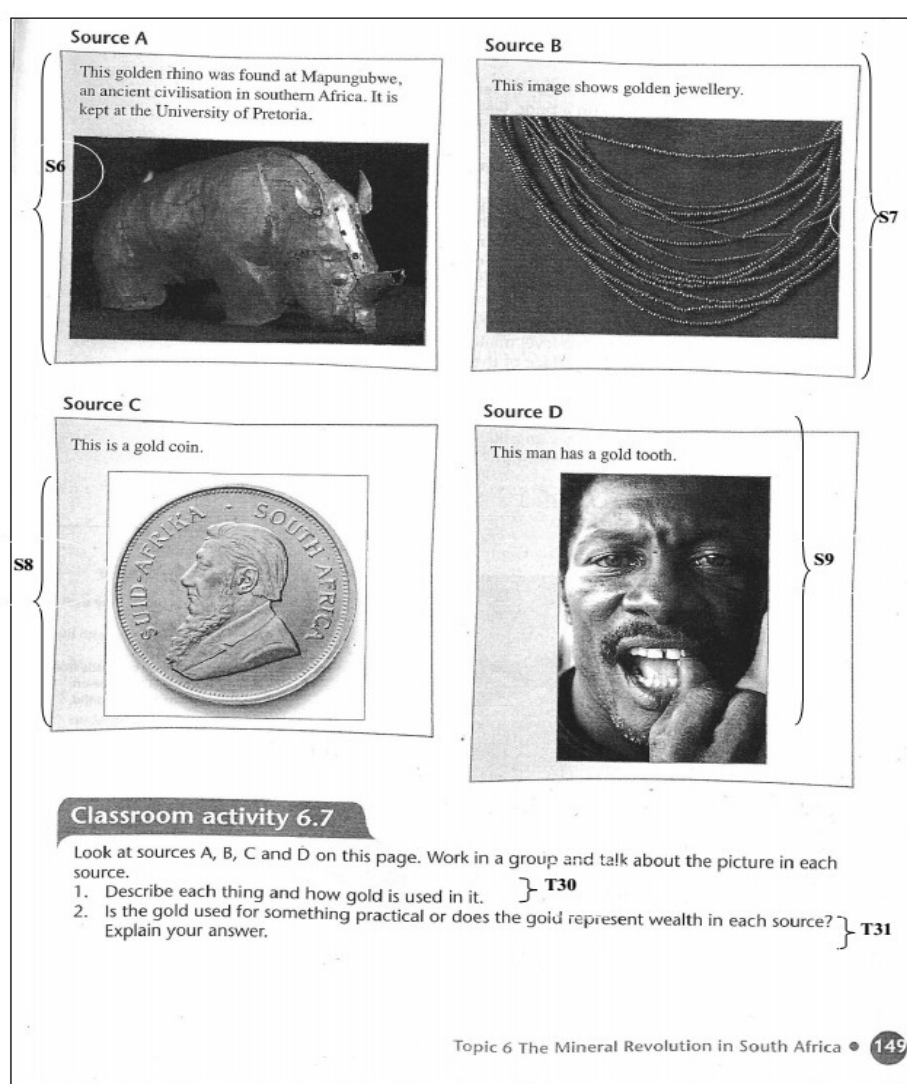 Source A
This golden rhino was found at Mapungubwe,
an ancient civilisation in southern Africa. It is
kept at the University of Pretoria.
S6
Source B
This image shows golden jewellery.
S7
Source C
This is a gold coin.
SUID-AFRIKA · SOUTH AFRICA
S8
Source D
This man has a gold tooth.
S9
Classroom activity 6.7
Look at sources A, B, C and D on this page. Work in a group and talk about the picture in each
source.
1. Describe each thing and how gold is used in it.
T30
2. Is the gold used for something practical or does the gold represent wealth in each source?
Explain your answer.
T31
Topic 6 The Mineral Revolution in South Africa • 149